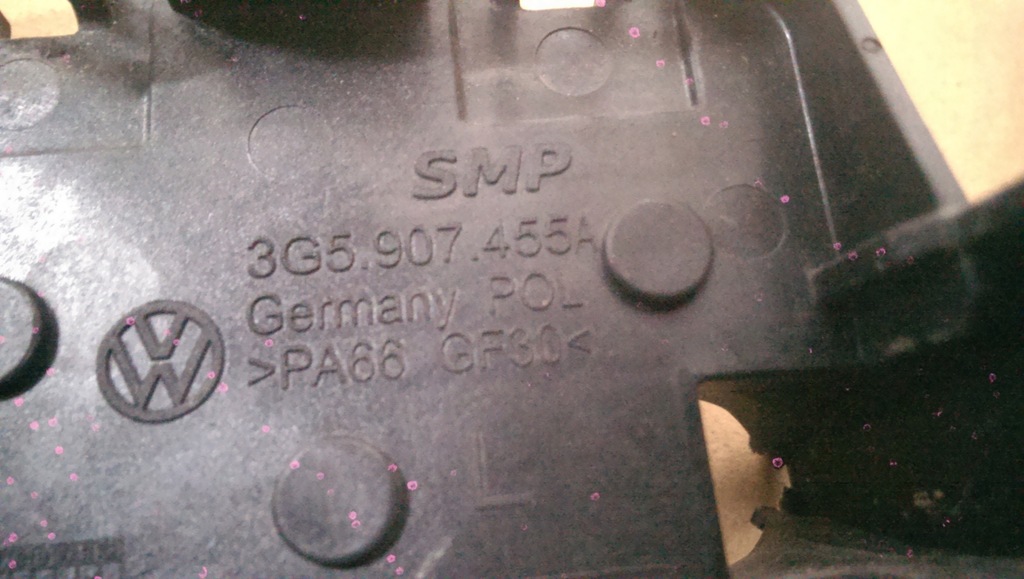 SMP
3G5.907.455A
Germany POL
>PA66 GF30<
L